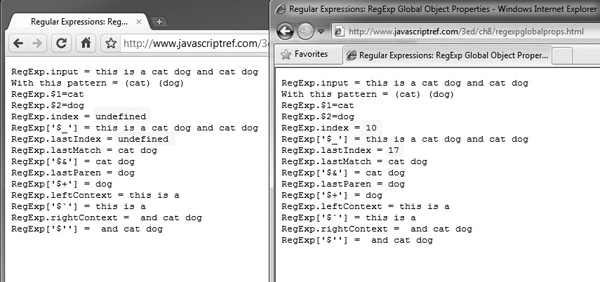 Regular Expressions: Reg
http://www.javascriptref.com/3ed
RegExp.input = this is a cat dog and cat dog
With this pattern = (cat) (dog)
RegExp.$1=cat
RegExp.$2=dog
RegExp.index = undefined
RegExp['$_'] = this is a cat dog and cat dog
RegExp.lastIndex = undefined
RegExp.lastMatch = cat dog
RegExp['$&'] = cat dog
RegExp.lastParen = dog
RegExp['$+'] = dog
RegExp.leftContext = this is a
RegExp['$`'] = this is a
RegExp.rightContext =  and cat dog
RegExp['$''] =  and cat dog
Regular Expressions: RegExp Global Object Properties - Windows Internet Explorer
http://www.javascriptref.com/3ed/ch8/regexpglobalprops.html
Favorites
Regular Expressions: RegExp Global Object Proper...
RegExp.input = this is a cat dog and cat dog
With this pattern = (cat) (dog)
RegExp.$1=cat
RegExp.$2=dog
RegExp.index = 10
RegExp['$_'] = this is a cat dog and cat dog
RegExp.lastIndex = 17
RegExp.lastMatch = cat dog
RegExp['$&'] = cat dog
RegExp.lastParen = dog
RegExp['$+'] = dog
RegExp.leftContext = this is a
RegExp['$`'] = this is a
RegExp.rightContext =  and cat dog
RegExp['$''] =  and cat dog